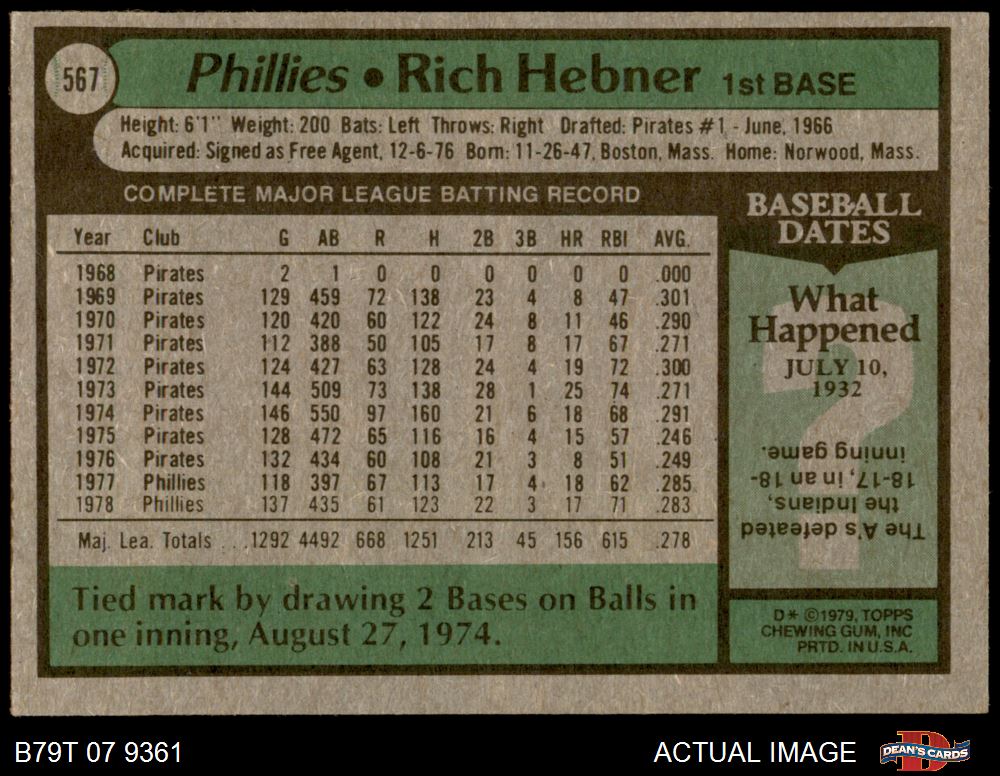 567
Phillies • Rich Hebner 1st BASE
Height: 6'1" Weight: 200 Bats: Left Throws: Right Drafted: Pirates #1 - June, 1966
Acquired: Signed as Free Agent, 12-6-76 Born: 11-26-47, Boston, Mass. Home: Norwood, Mass.
COMPLETE MAJOR LEAGUE BATTING RECORD
Year Club G AB R H 2B 3B HR RBI AVG.
1968 Pirates 2 1 0 0 0 0 0 0 .000
1969 Pirates 129 459 72 138 23 4 8 47 .301
1970 Pirates 120 420 60 122 24 8 11 46 .290
1971 Pirates 112 388 50 105 17 8 17 67 .271
1972 Pirates 124 427 63 128 24 4 19 72 .300
1973 Pirates 144 509 73 138 28 1 25 74 .271
1974 Pirates 146 550 97 160 21 6 18 68 .291
1975 Pirates 128 472 65 116 16 4 15 57 .246
1976 Pirates 132 434 60 108 21 3 8 51 .249
1977 Phillies 118 397 67 113 17 4 18 62 .285
1978 Phillies 137 435 61 123 22 3 17 71 .283
Maj. Lea. Totals ...1292 4492 668 1251 213 45 156 615 .278
Tied mark by drawing 2 Bases on Balls in
one inning, August 27, 1974.
BASEBALL
DATES
What
Happened
JULY 10,
1932
?
The A's defeated
the Indians,
18-17, in an 18-
inning game.
D* ©1979, TOPPS
CHEWING GUM, INC
PRTD. IN U.S.A.
B79T 07 9361
ACTUAL IMAGE
D
DEAN'S CARDS